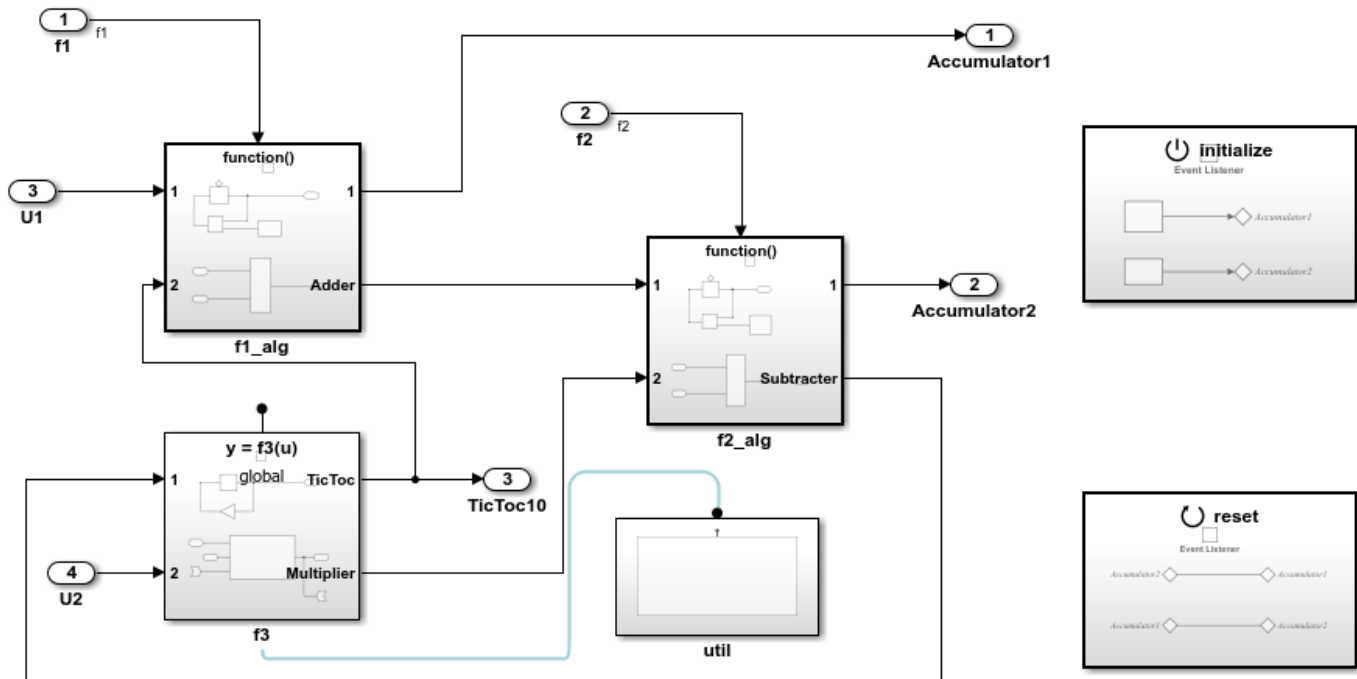 1
f1
f1
1
Accumulator1
2
f2
f2
function()
1
1
3
U1
2
Adder
f1_alg
function()
1
1
2
Accumulator2
2
Subtracter
f2_alg
initialize
Event Listener
Accumulator1
Accumulator2
y = f3(u)
global
1
TicToc
3
TicToc10
4
U2
2
Multiplier
f3
f
util
reset
Event Listener
Accumulator2
Accumulator1
Accumulator1
Accumulator2